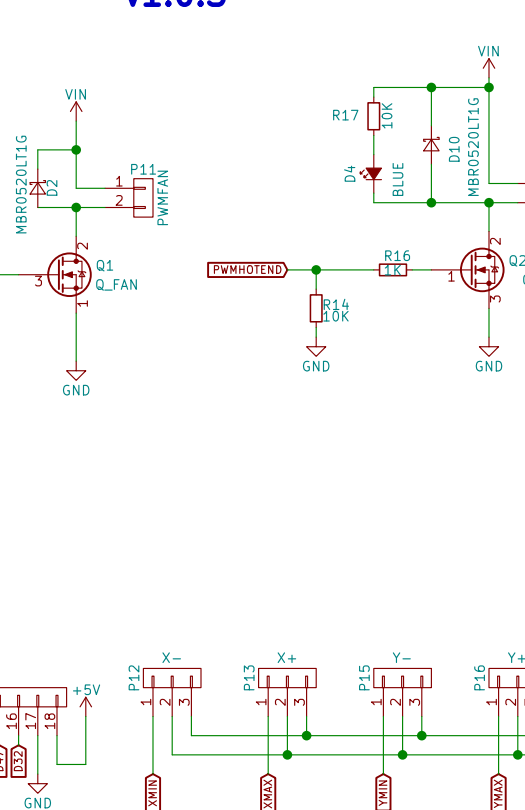 v1.0.3
VIN
VIN
R17
10K
MBR0520LT1G
D2
P11
1
2
PWMFAN
D4
BLUE
D10
MBR0520LT1G
2
Q1
Q_FAN
3
1
PWMHOTEND
R16
1K
2
Q2
1
3
R14
10K
GND
GND
GND
X-
X+
Y-
Y+
P12
P13
P15
P16
+5V
1
2
3
1
2
3
1
2
3
1
2
16
17
18
D47
D32
XMIN
XMAX
YMIN
YMAX
GND